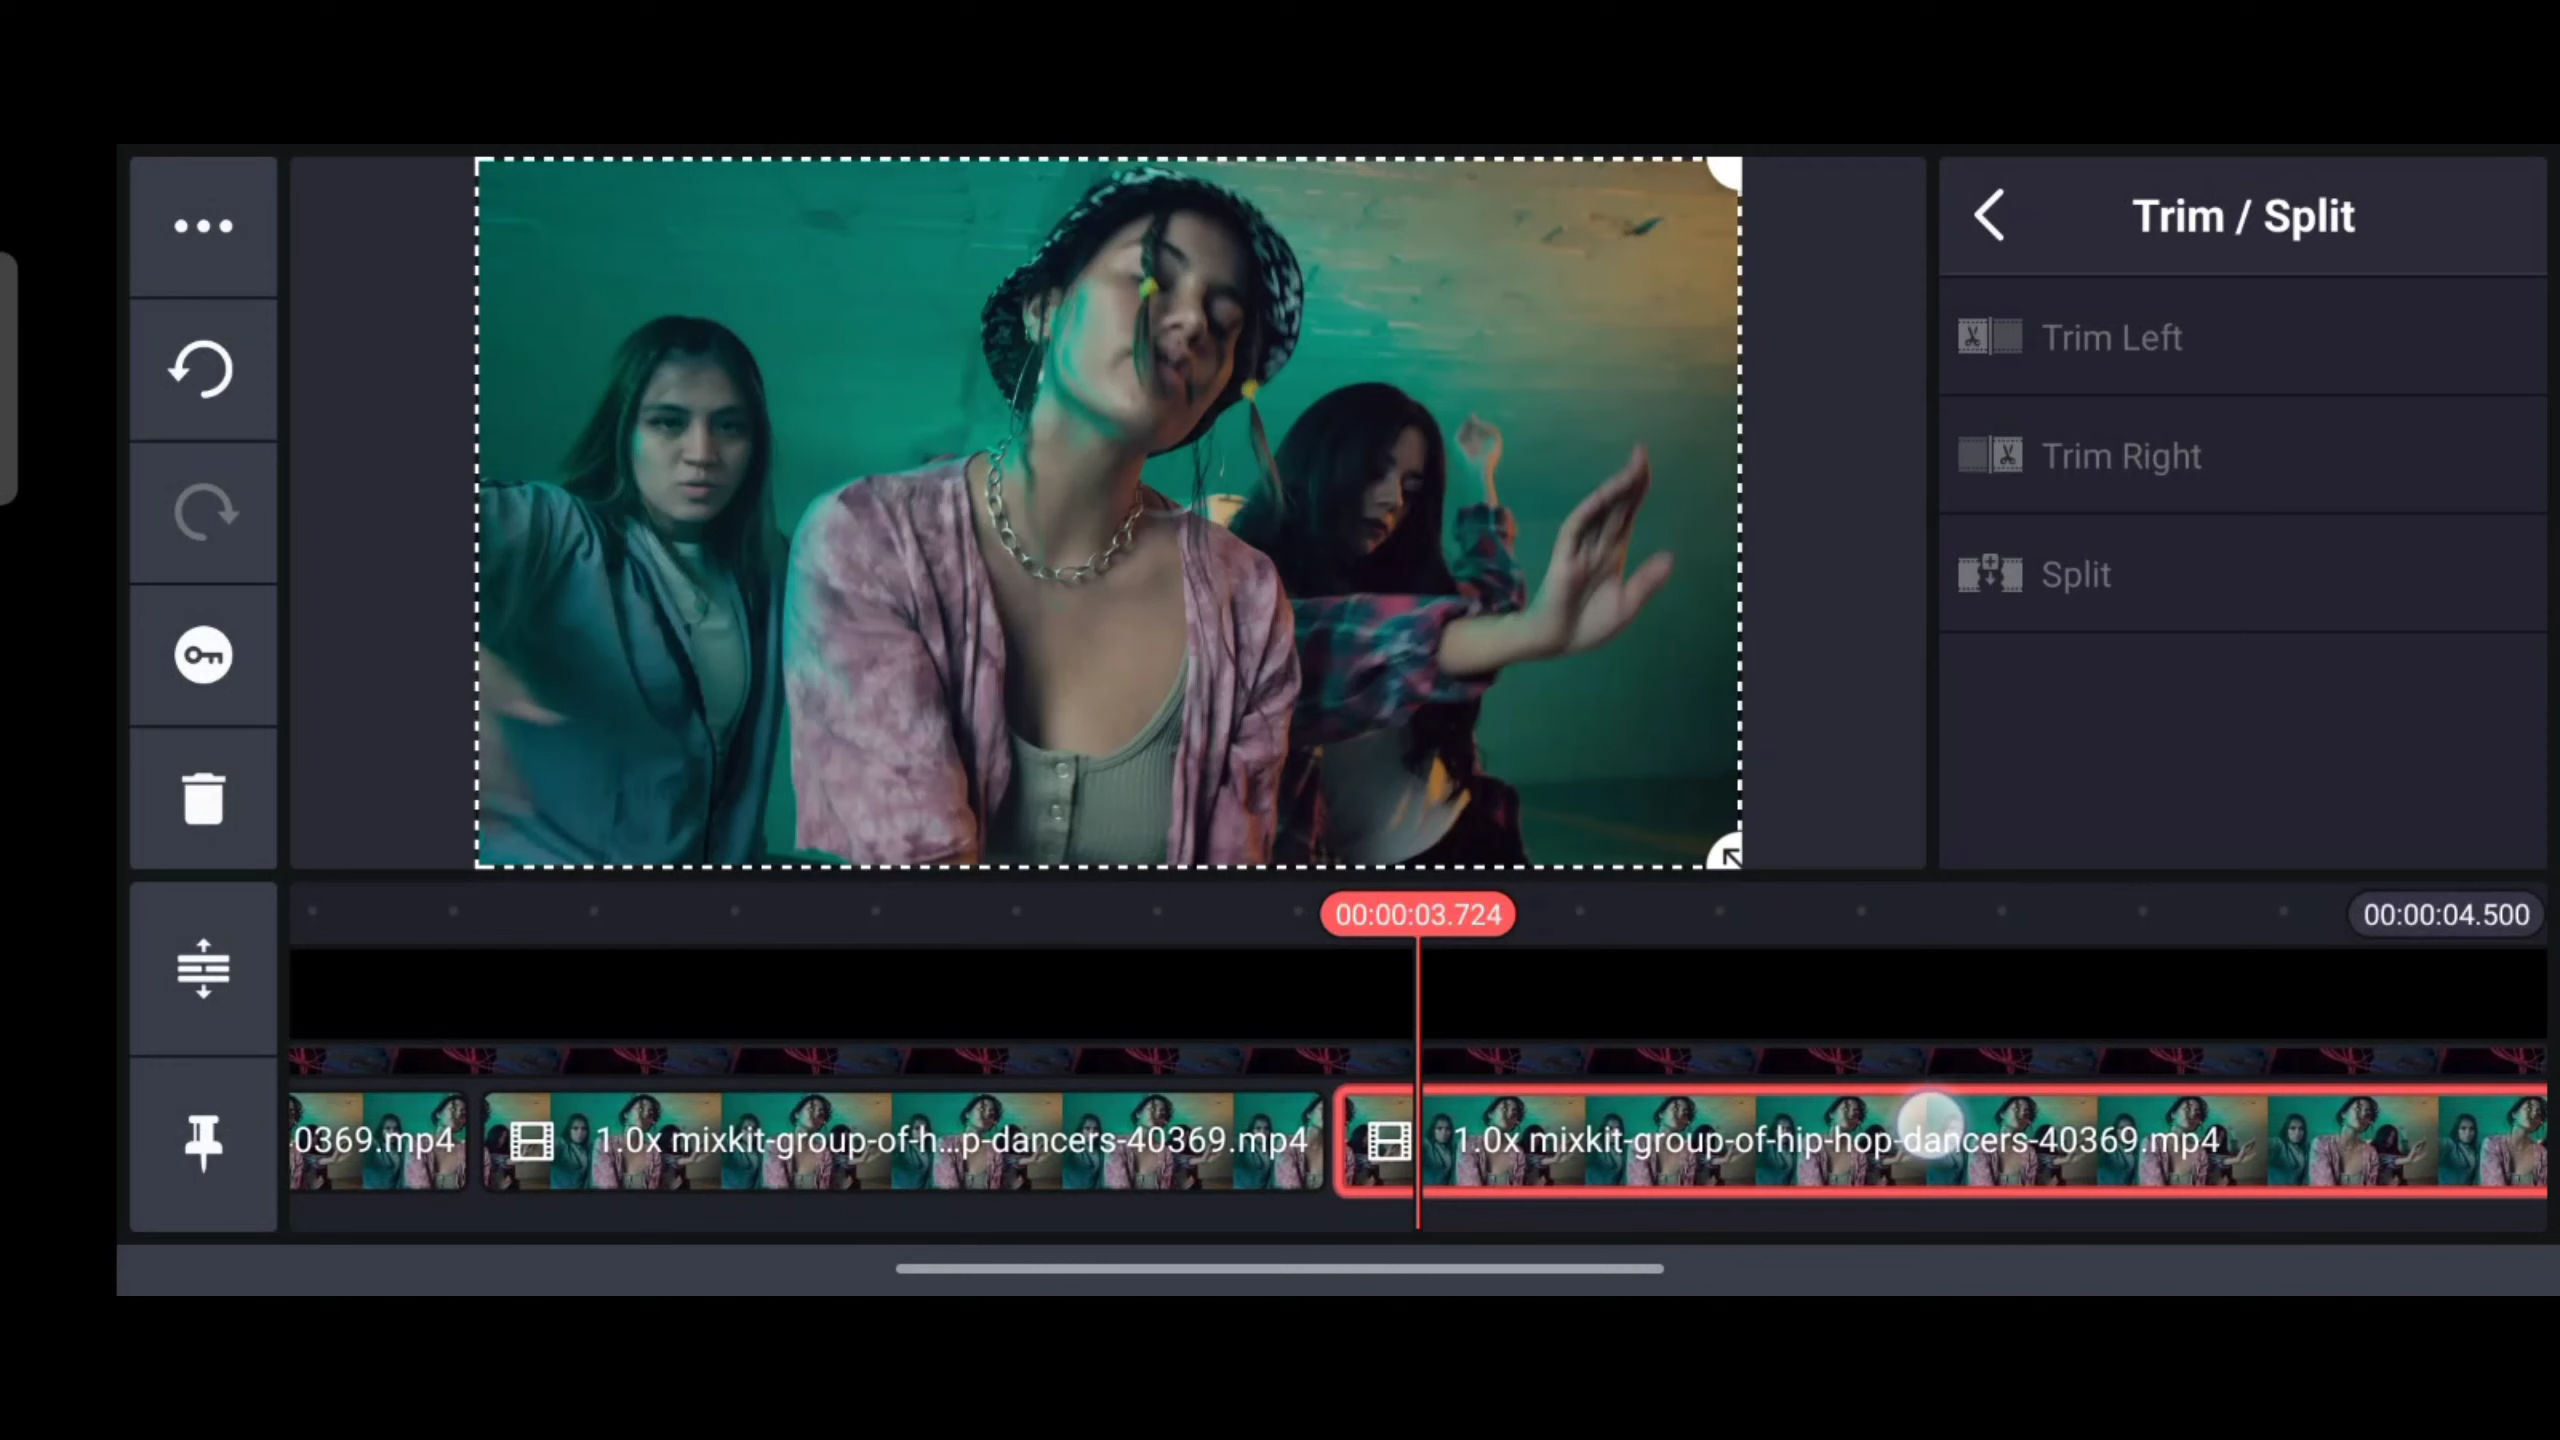 Trim / Split
Trim Left
Trim Right
Split
00:00:03.724
00:00:04.500
0369.mp4
1.0x mixkit-group-of-h...p-dancers-40369.mp4
1.0x mixkit-group-of-hip-hop-dancers-40369.mp4